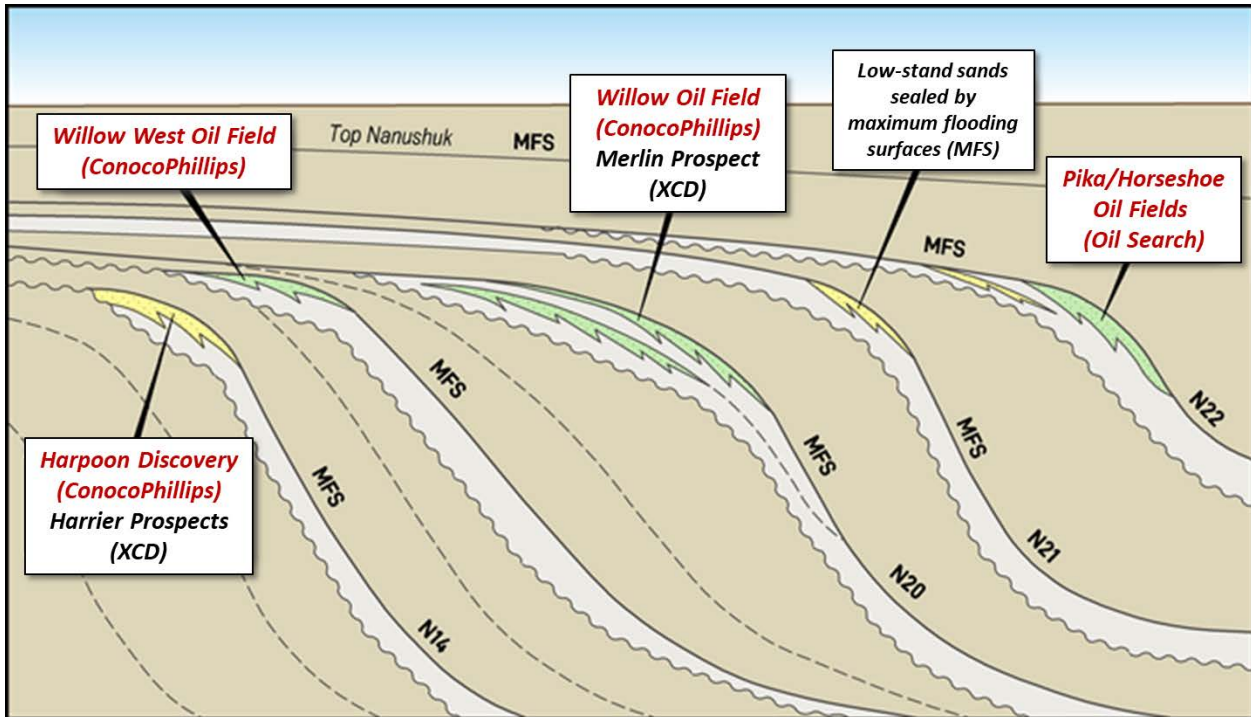 Low-stand sands
sealed by
maximum flooding
surfaces (MFS)
Willow Oil Field
(ConocoPhillips)
Merlin Prospect
(XCD)
Willow West Oil Field
(ConocoPhillips)
Top Nanushuk
MFS
Pika/Horseshoe
Oil Fields
(Oil Search)
MFS
MFS
N22
Harpoon Discovery
(ConocoPhillips)
Harrier Prospects
(XCD)
MFS
MFS
MFS
N21
N20
N14